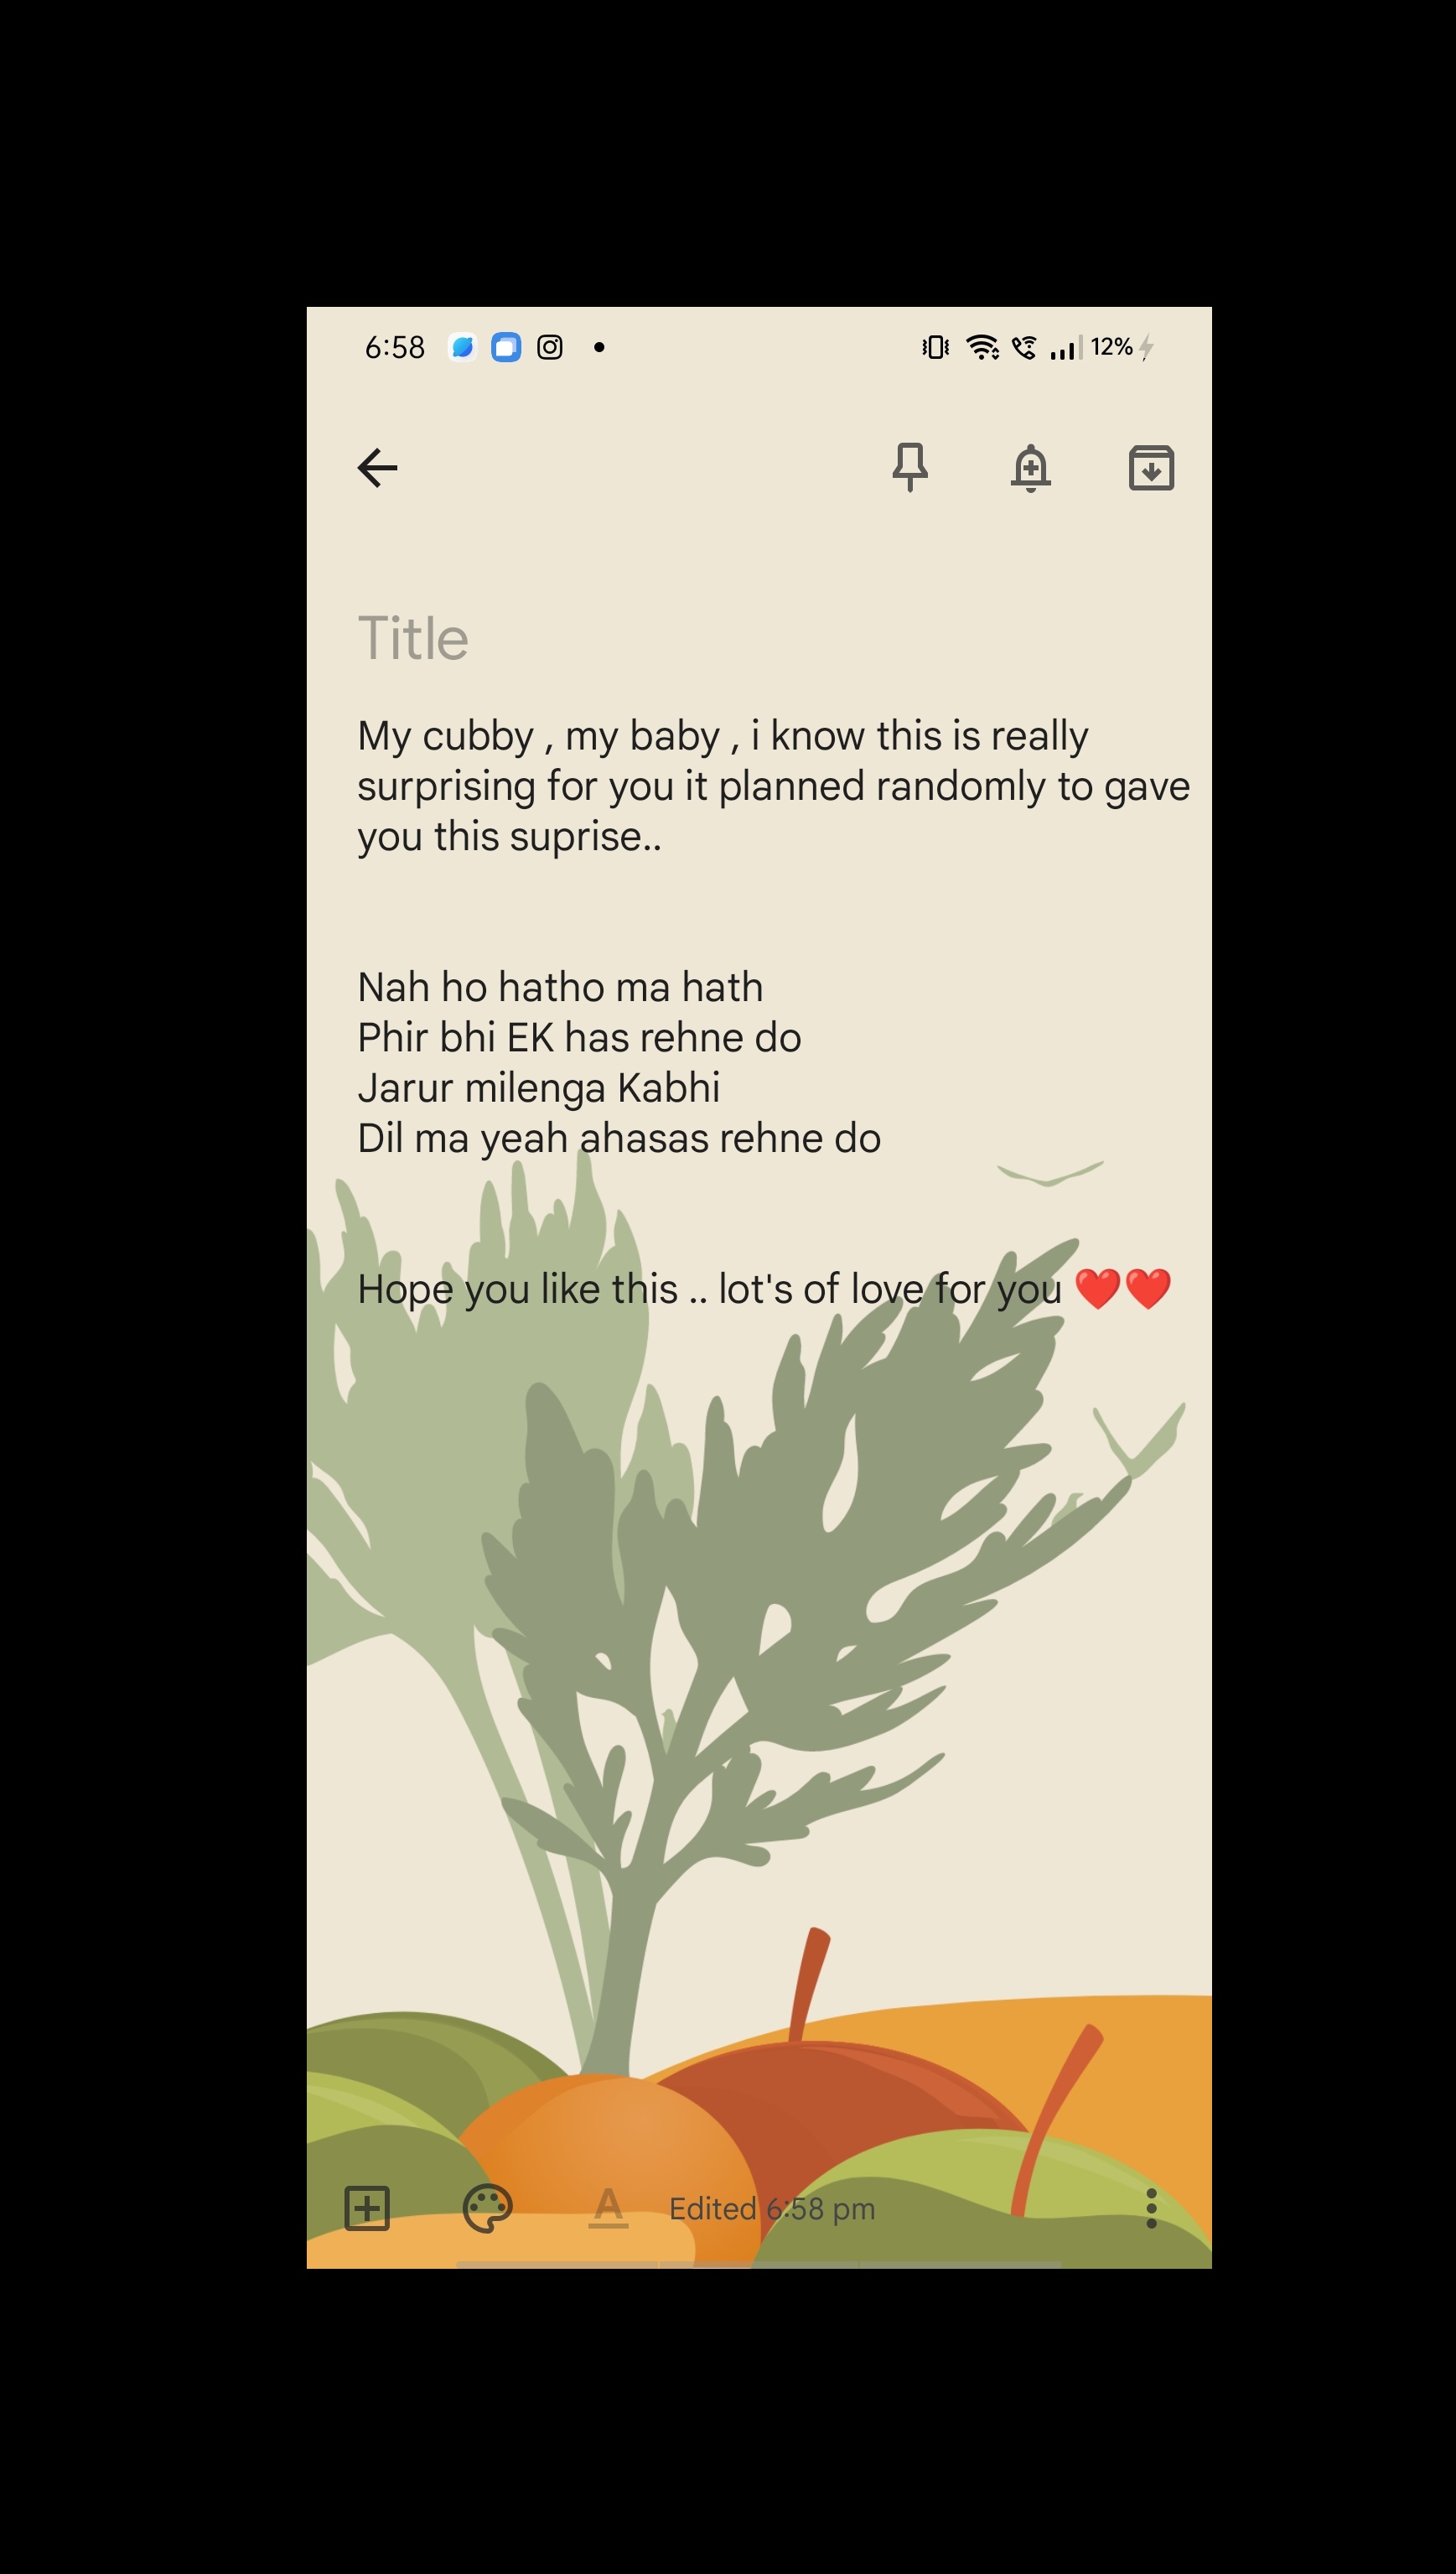 6:58
12%
Title
My cubby , my baby , i know this is really
surprising for you it planned randomly to gave
you this suprise..
Nah ho hatho ma hath
Phir bhi EK has rehne do
Jarur milenga Kabhi
Dil ma yeah ahasas rehne do
Hope you like this .. lot's of love for you ❤️❤️
A
Edited 6:58 pm